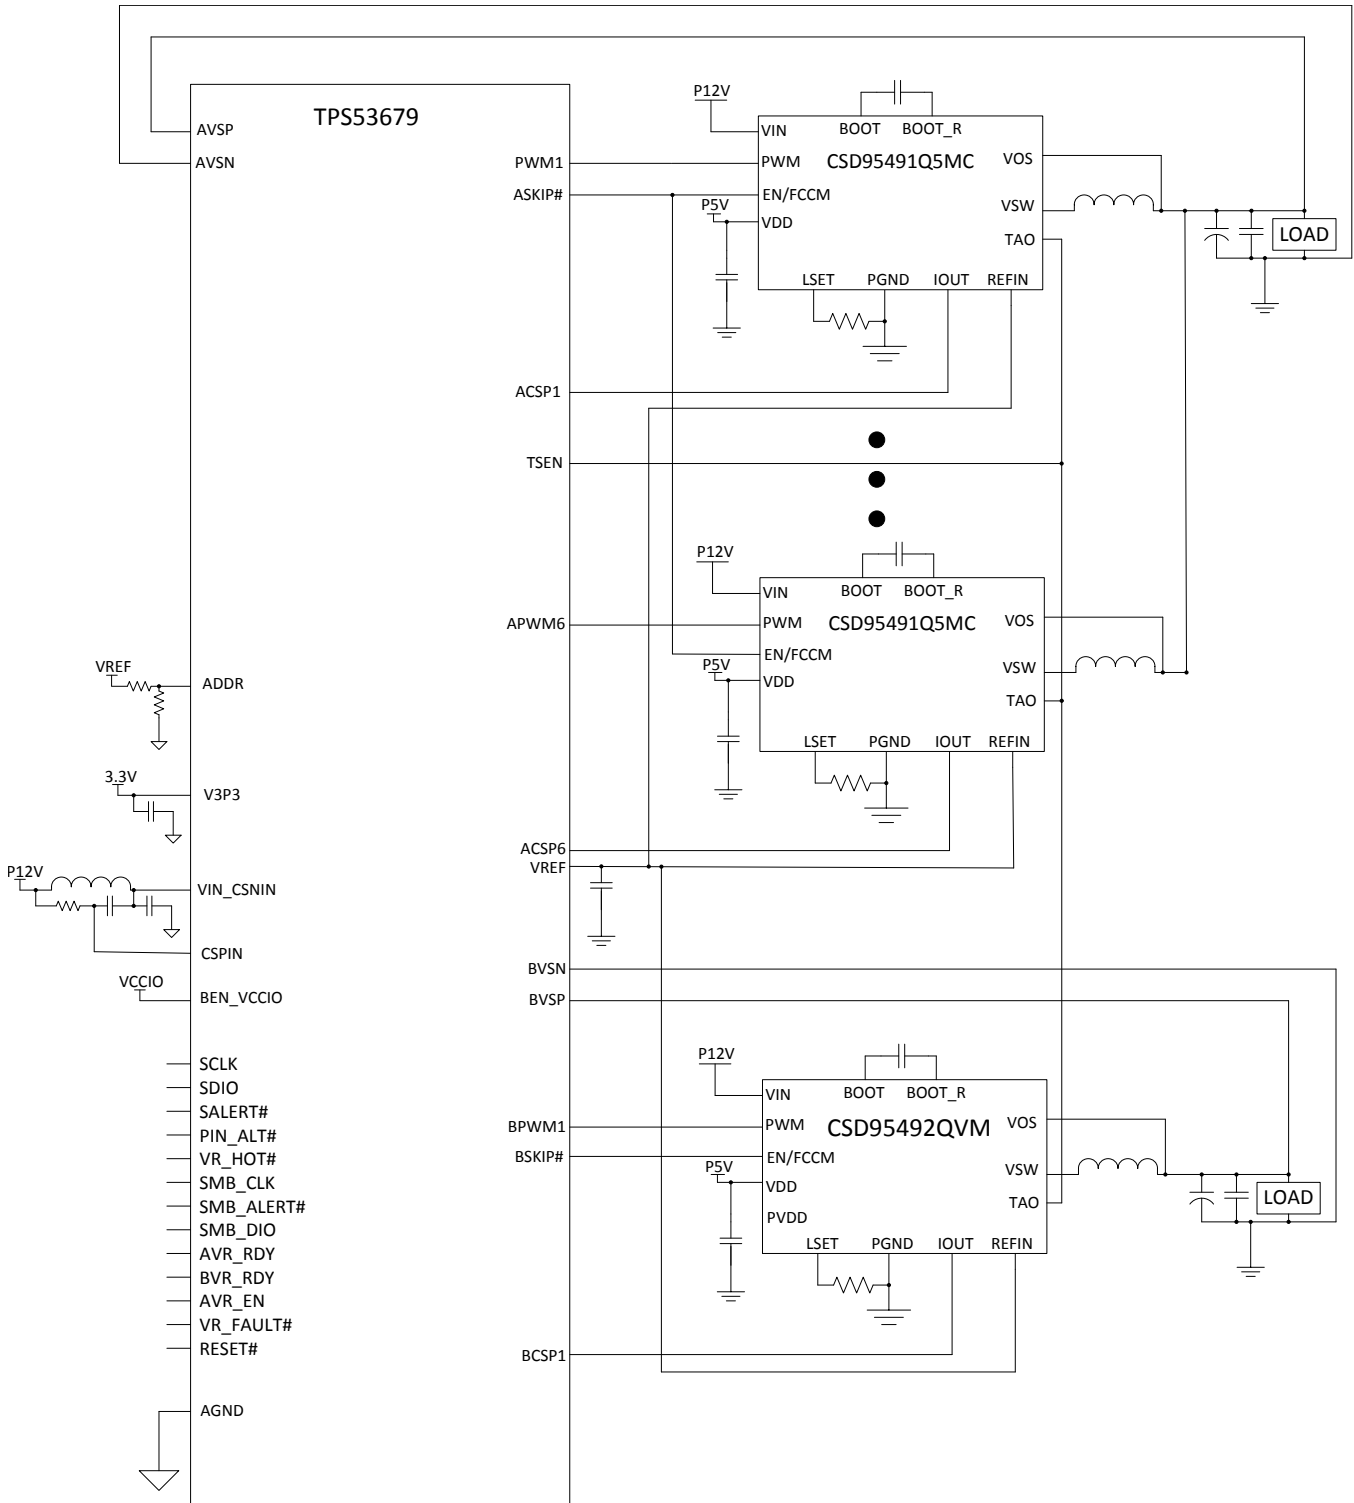 TPS53679
AVSP
AVSN
PWM1
ASKIP#
ACSP1
TSEN
APWM6
VREF
ADDR
3.3V
V3P3
ACSP6
VREF
P12V
VIN_CSNIN
CSPIN
VCCIO
BEN_VCCIO
BVSN
BVSP
SCLK
SDIO
SALERT#
PIN_ALT#
VR_HOT#
SMB_CLK
SMB_ALERT#
SMB_DIO
AVR_RDY
BVR_RDY
AVR_EN
VR_FAULT#
RESET#
BPWM1
BSKIP#
BCSP1
AGND
P12V
BOOT BOOT_R
VIN
CSD95491Q5MC
PWM
VOS
EN/FCCM
P5V
VDD
VSW
TAO
LSET PGND IOUT REFIN
LOAD
P12V
BOOT BOOT_R
VIN
CSD95491Q5MC
PWM
VOS
EN/FCCM
P5V
VDD
VSW
TAO
LSET PGND IOUT REFIN
P12V
BOOT BOOT_R
VIN
CSD95492QVM
PWM
VOS
EN/FCCM
P5V
VDD
PVDD
VSW
TAO
LSET PGND IOUT REFIN
LOAD